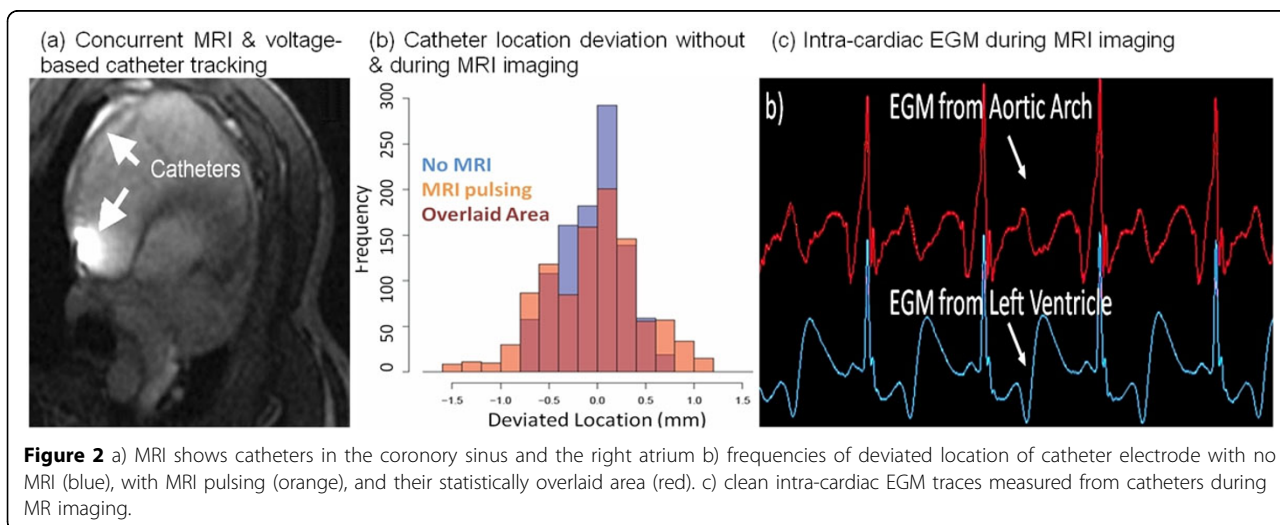 (a) Concurrent MRI & voltage-
based catheter tracking
Catheters
(b) Catheter location deviation without
& during MRI imaging
300
250
200
150
100
50
0
Frequency
No MRI
MRI pulsing
Overlaid Area
−1.5
−1.0
−0.5
0.0
0.5
1.0
1.5
Deviated Location (mm)
(c) Intra-cardiac EGM during MRI imaging
b)
EGM from Aortic Arch
EGM from Left Ventricle
Figure 2 a) MRI shows catheters in the coronory sinus and the right atrium b) frequencies of deviated location of catheter electrode with no
MRI (blue), with MRI pulsing (orange), and their statistically overlaid area (red). c) clean intra-cardiac EGM traces measured from catheters during
MR imaging.